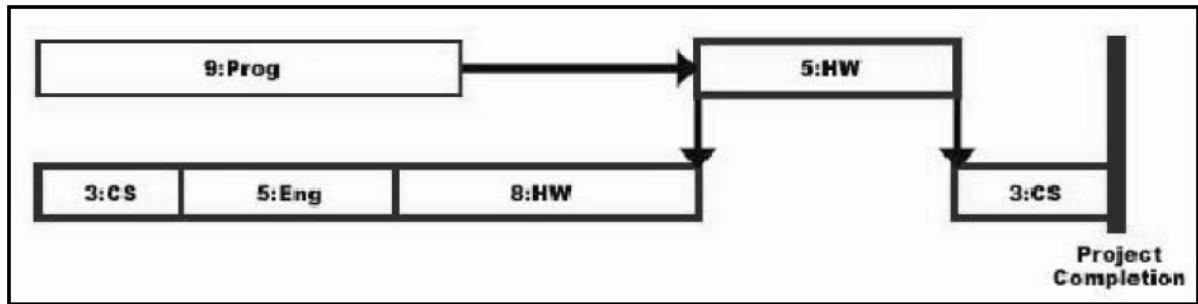 9:Prog
5:HW
3:CS
5:Eng
8:HW
3:CS
Project
Completion